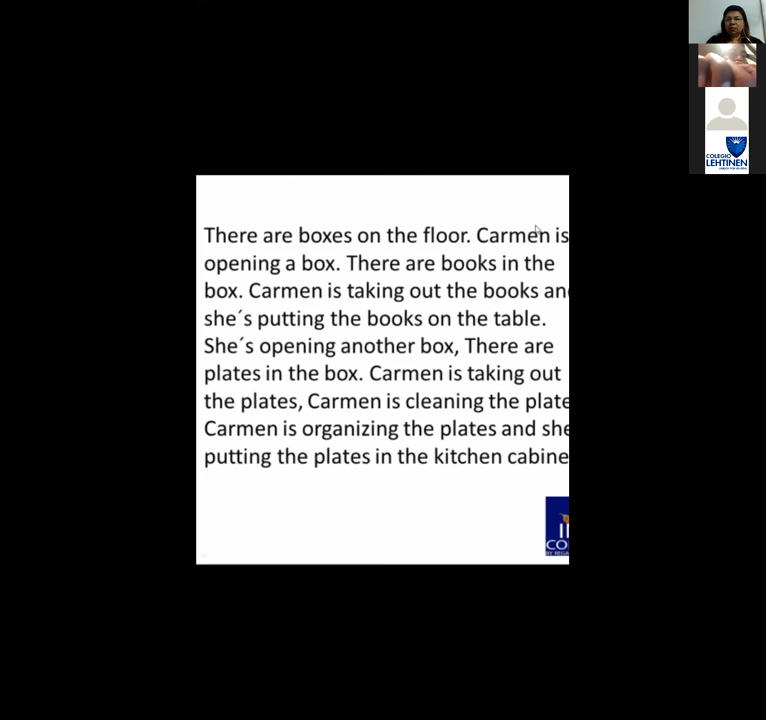 COLEGIO
LEHTINEN
There are boxes on the floor. Carmen is
opening a box. There are books in the
box. Carmen is taking out the books an
she´s putting the books on the table.
She´s opening another box, There are
plates in the box. Carmen is taking out
the plates, Carmen is cleaning the plate
Carmen is organizing the plates and she
putting the plates in the kitchen cabine
CO